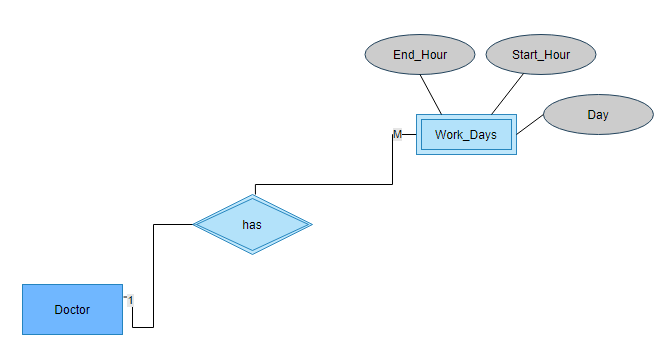 End_Hour
Start_Hour
Day
M
Work_Days
has
1
Doctor